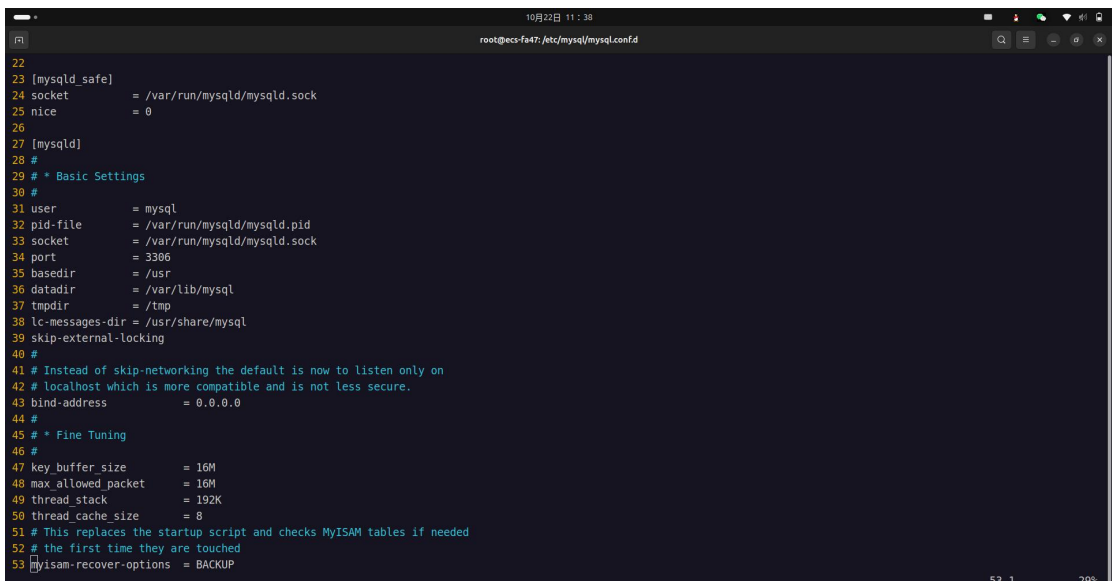 10月22日 11：38
root@ecs-fa47: /etc/mysql/mysql.conf.d
22
23 [mysqld_safe]
24 socket          = /var/run/mysqld/mysqld.sock
25 nice            = 0
26
27 [mysqld]
28 #
29 # * Basic Settings
30 #
31 user            = mysql
32 pid-file        = /var/run/mysqld/mysqld.pid
33 socket          = /var/run/mysqld/mysqld.sock
34 port            = 3306
35 basedir         = /usr
36 datadir         = /var/lib/mysql
37 tmpdir          = /tmp
38 lc-messages-dir = /usr/share/mysql
39 skip-external-locking
40 #
41 # Instead of skip-networking the default is now to listen only on
42 # localhost which is more compatible and is not less secure.
43 bind-address            = 0.0.0.0
44 #
45 # * Fine Tuning
46 #
47 key_buffer_size         = 16M
48 max_allowed_packet      = 16M
49 thread_stack            = 192K
50 thread_cache_size       = 8
51 # This replaces the startup script and checks MyISAM tables if needed
52 # the first time they are touched
53 myisam-recover-options  = BACKUP
53,1 29%